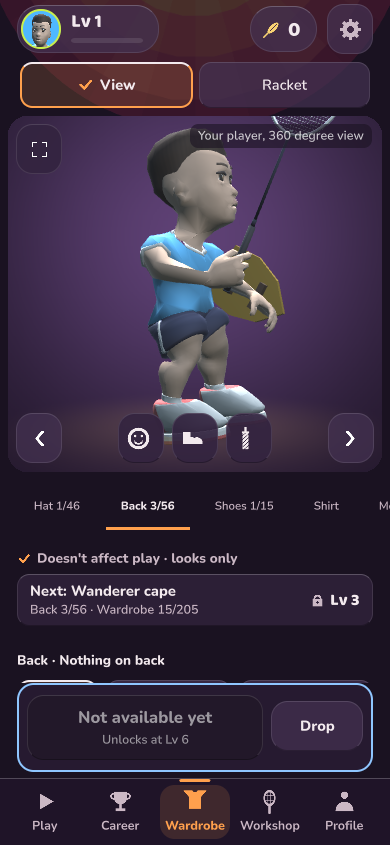 Lv 1
0
View
Racket
Your player, 360 degree view
Hat 1/46
Back 3/56
Shoes 1/15
Shirt
Doesn't affect play · looks only
Next: Wanderer cape
Back 3/56 · Wardrobe 15/205
Lv 3
Back · Nothing on back
Not available yet
Unlocks at Lv 6
Drop
Play
Career
Wardrobe
Workshop
Profile